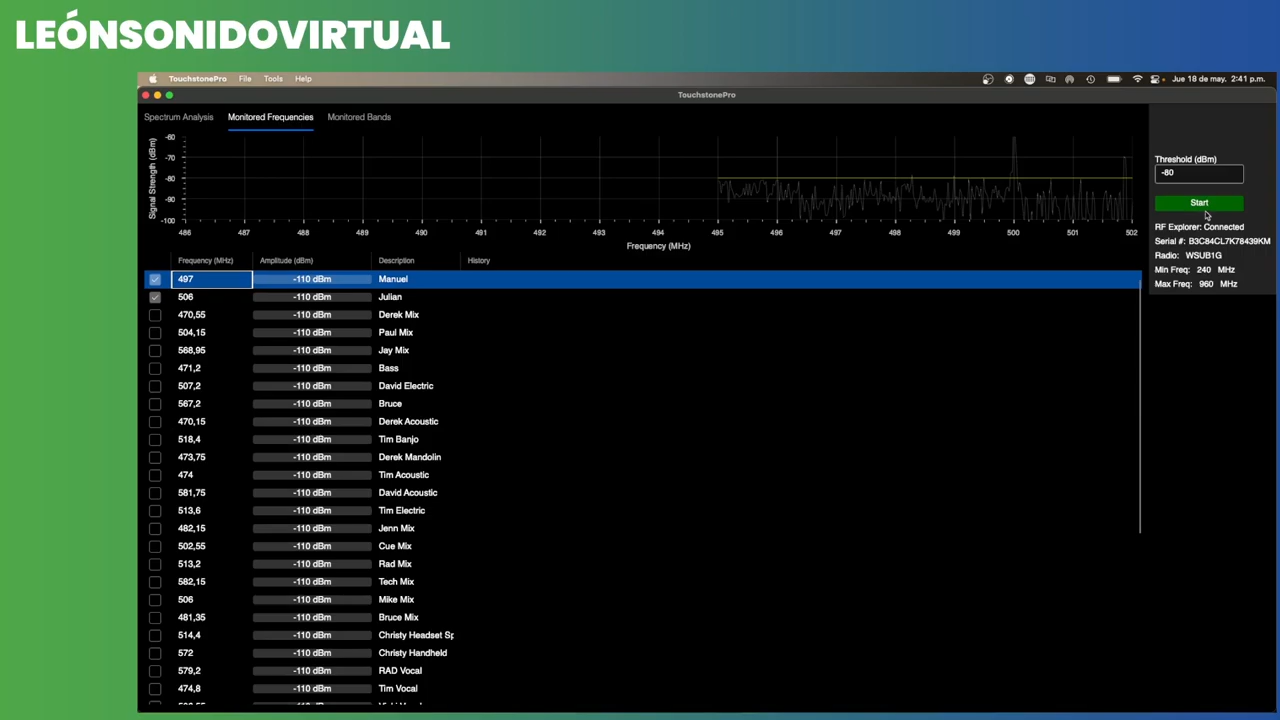 LEÓNSONIDOVIRTUAL
TouchstonePro File Tools Help Jue 18 de may. 2:41 p.m.
TouchstonePro
Spectrum Analysis Monitored Frequencies Monitored Bands
Signal Strength (dBm)
-60
-70
-80
-90
-100
486 487 488 489 490 491 492 493 494 495 496 497 498 499 500 501 502
Frequency (MHz)
Threshold (dBm)
-80
Start
RF Explorer: Connected
Serial #: B3C84CL7K78439KM
Radio: WSUB1G
Min Freq: 240 MHz
Max Freq: 960 MHz
Frequency (MHz) Amplitude (dBm) Description History
497 -110 dBm Manuel
506 -110 dBm Julian
470,55 -110 dBm Derek Mix
504,15 -110 dBm Paul Mix
568,95 -110 dBm Jay Mix
471,2 -110 dBm Bass
507,2 -110 dBm David Electric
567,2 -110 dBm Bruce
470,15 -110 dBm Derek Acoustic
518,4 -110 dBm Tim Banjo
473,75 -110 dBm Derek Mandolin
474 -110 dBm Tim Acoustic
581,75 -110 dBm David Acoustic
513,6 -110 dBm Tim Electric
482,15 -110 dBm Jenn Mix
502,55 -110 dBm Cue Mix
513,2 -110 dBm Rad Mix
582,15 -110 dBm Tech Mix
506 -110 dBm Mike Mix
481,35 -110 dBm Bruce Mix
514,4 -110 dBm Christy Headset Sp
572 -110 dBm Christy Handheld
579,2 -110 dBm RAD Vocal
474,8 -110 dBm Tim Vocal